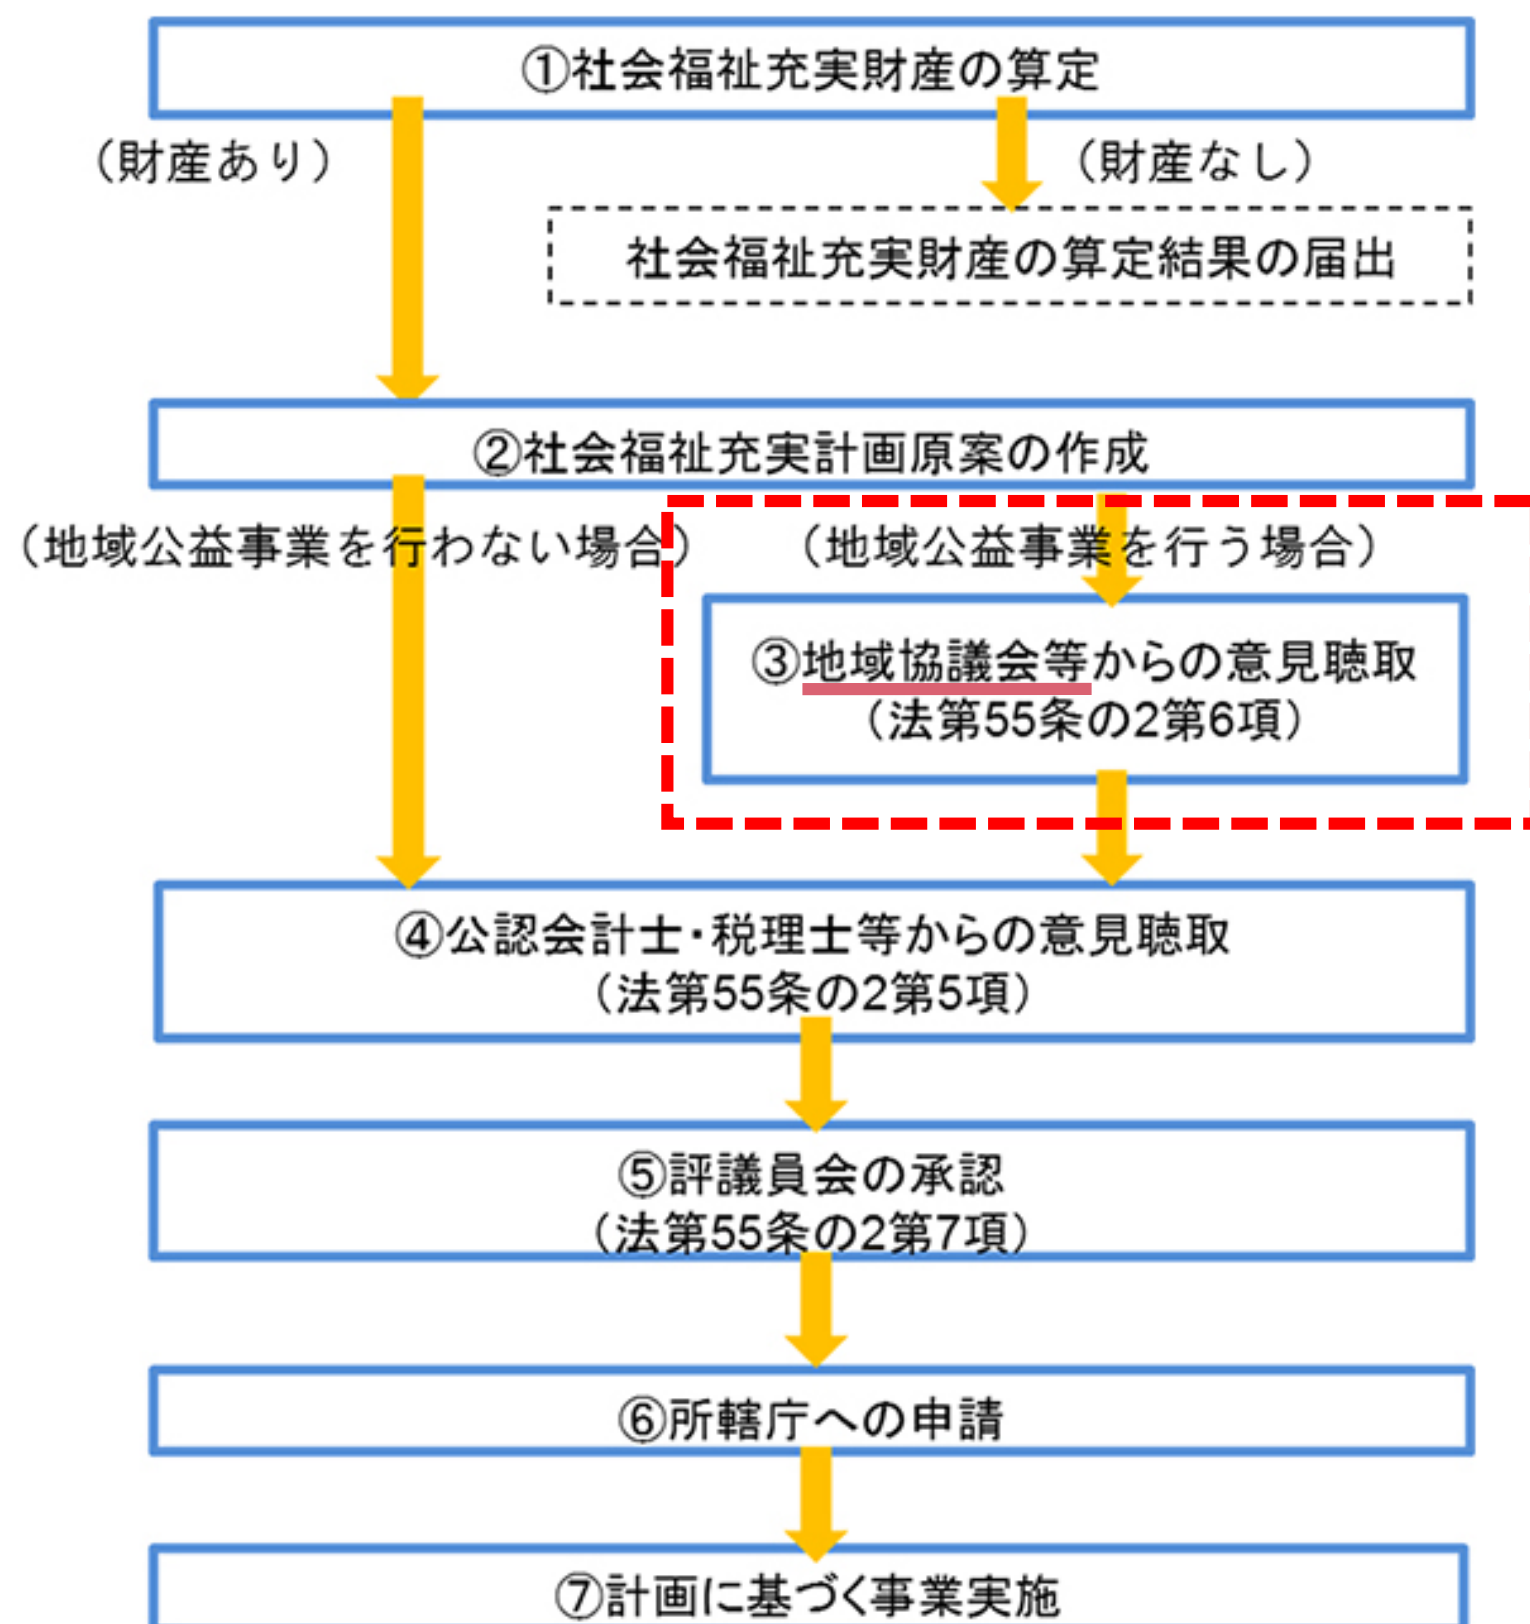 ①社会福祉充実財産の算定
（財産あり）
（財産なし）
社会福祉充実財産の算定結果の届出
②社会福祉充実計画原案の作成
（地域公益事業を行わない場合）
（地域公益事業を行う場合）
③地域協議会等からの意見聴取
（法第55条の2第6項）
④公認会計士・税理士等からの意見聴取
（法第55条の2第5項）
⑤評議員会の承認
（法第55条の2第7項）
⑥所轄庁への申請
⑦計画に基づく事業実施